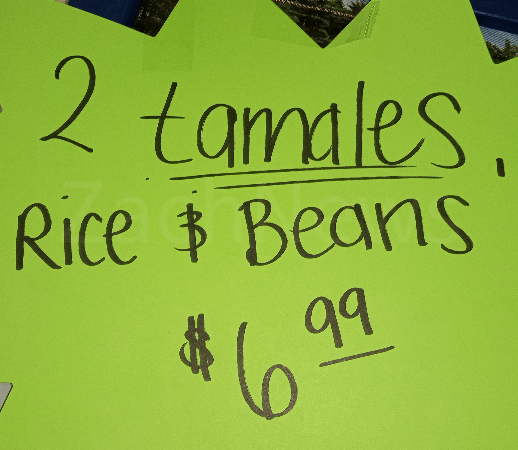 2 tamales,
Rice $ Beans
$6.99